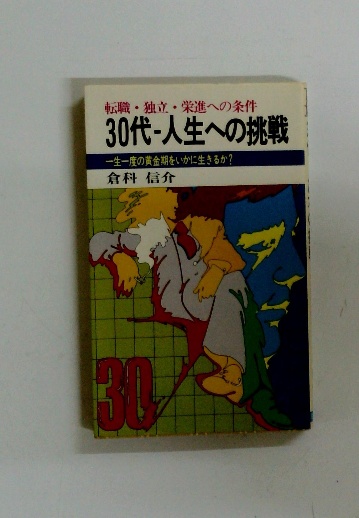 転職・独立・栄進への条件
30代-人生への挑戦
一生一度の黄金期をいかに生きるか?
倉科 信介
30